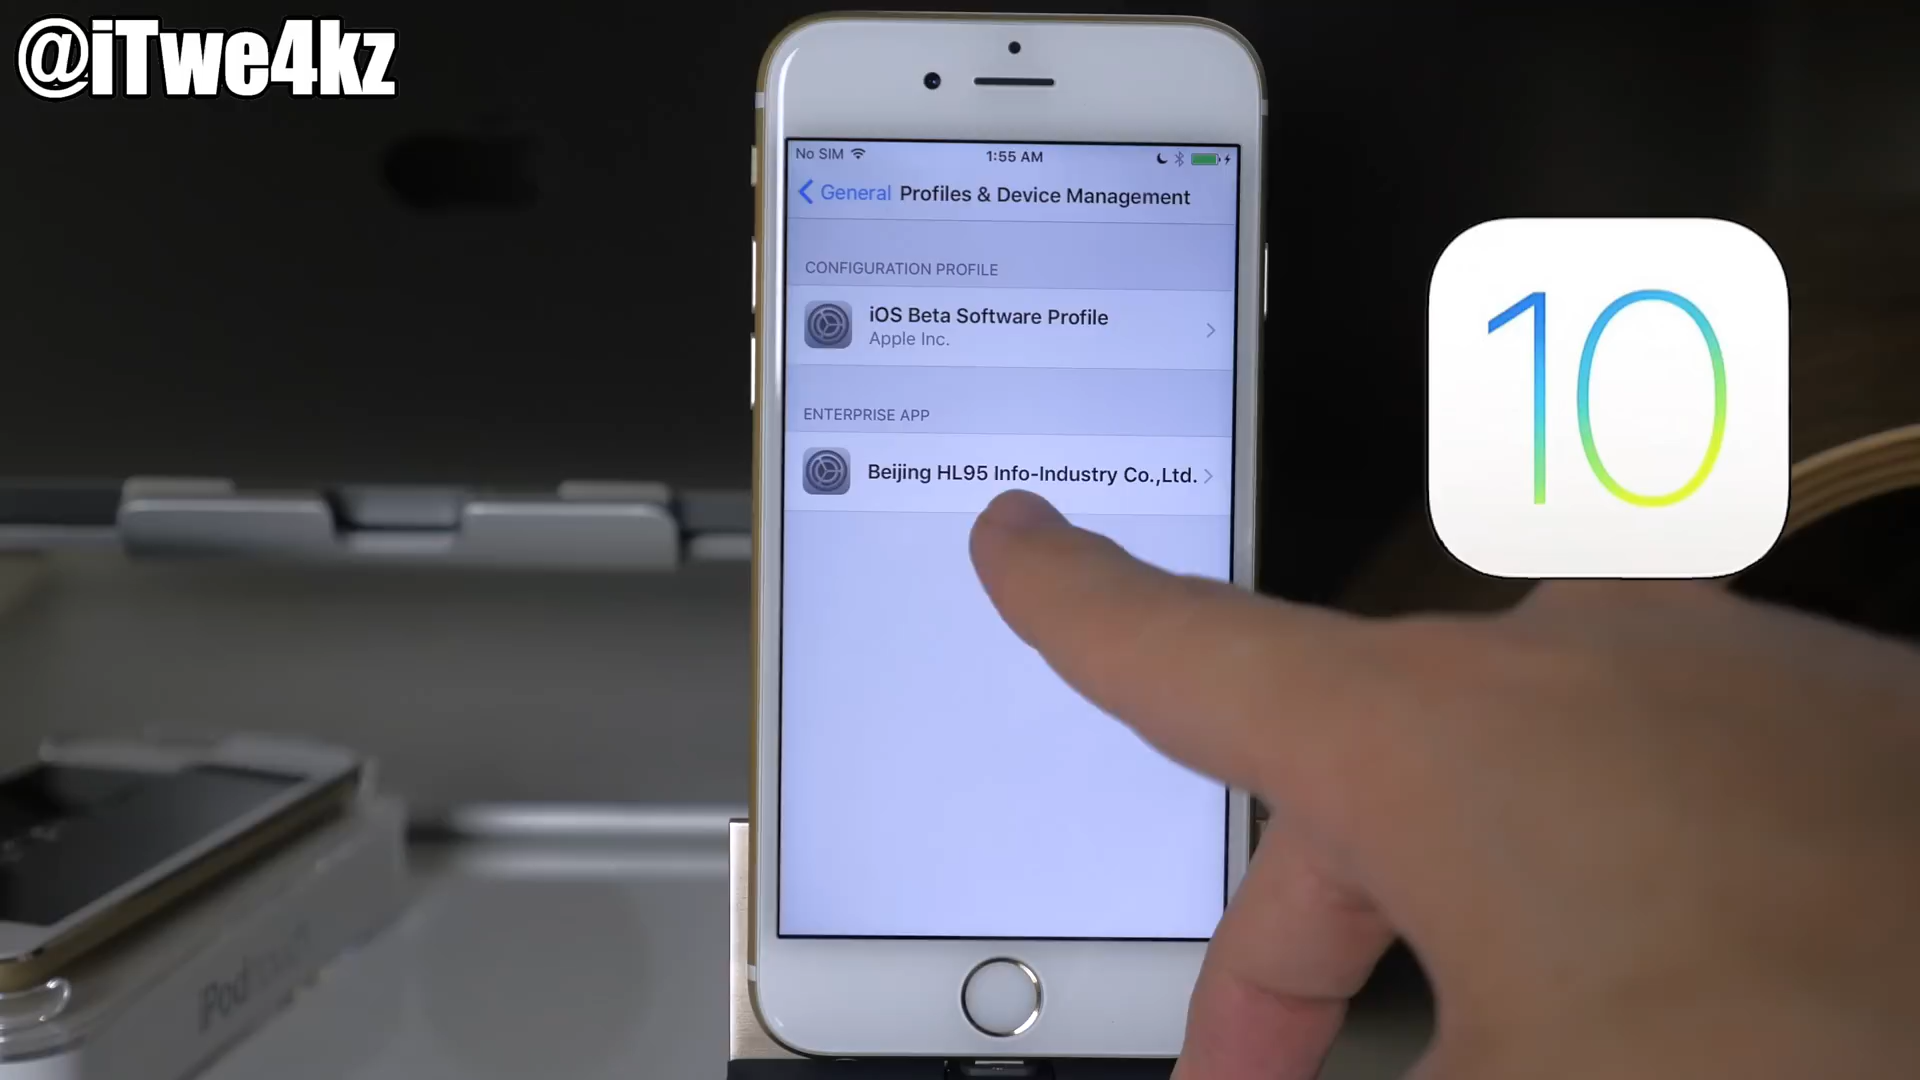 @iTwe4kz
No SIM
1:55 AM
General
Profiles & Device Management
CONFIGURATION PROFILE
iOS Beta Software Profile
Apple Inc.
ENTERPRISE APP
Beijing HL95 Info-Industry Co.,Ltd.
10
iPod